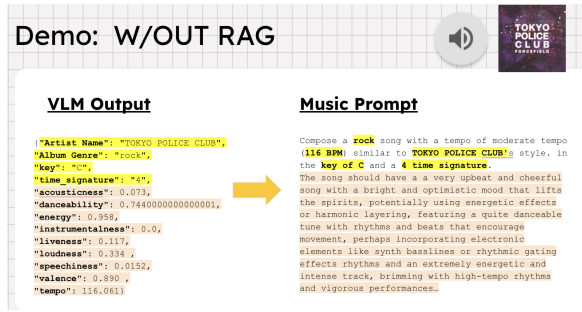 Demo: W/OUT RAG
TOKYO
POLICE
CLUB
FORCEFIELD
VLM Output
{"Artist Name": "TOKYO POLICE CLUB",
"Album Genre": "rock",
"key": "C",
"time_signature": "4",
"acousticness": 0.073,
"danceability": 0.7440000000000001,
"energy": 0.958,
"instrumentalness": 0.0,
"liveness": 0.117,
"loudness": 0.334 ,
"speechiness": 0.0152,
"valence": 0.890 ,
"tempo": 116.061}
Music Prompt
Compose a rock song with a tempo of moderate tempo
(116 BPM) similar to TOKYO POLICE CLUB's style. in
the key of C and a 4 time signature.
The song should have a a very upbeat and cheerful
song with a bright and optimistic mood that lifts
the spirits, potentially using energetic effects
or harmonic layering, featuring a quite danceable
tune with rhythms and beats that encourage
movement, perhaps incorporating electronic
elements like synth basslines or rhythmic gating
effects rhythms and an extremely energetic and
intense track, brimming with high-tempo rhythms
and vigorous performances…